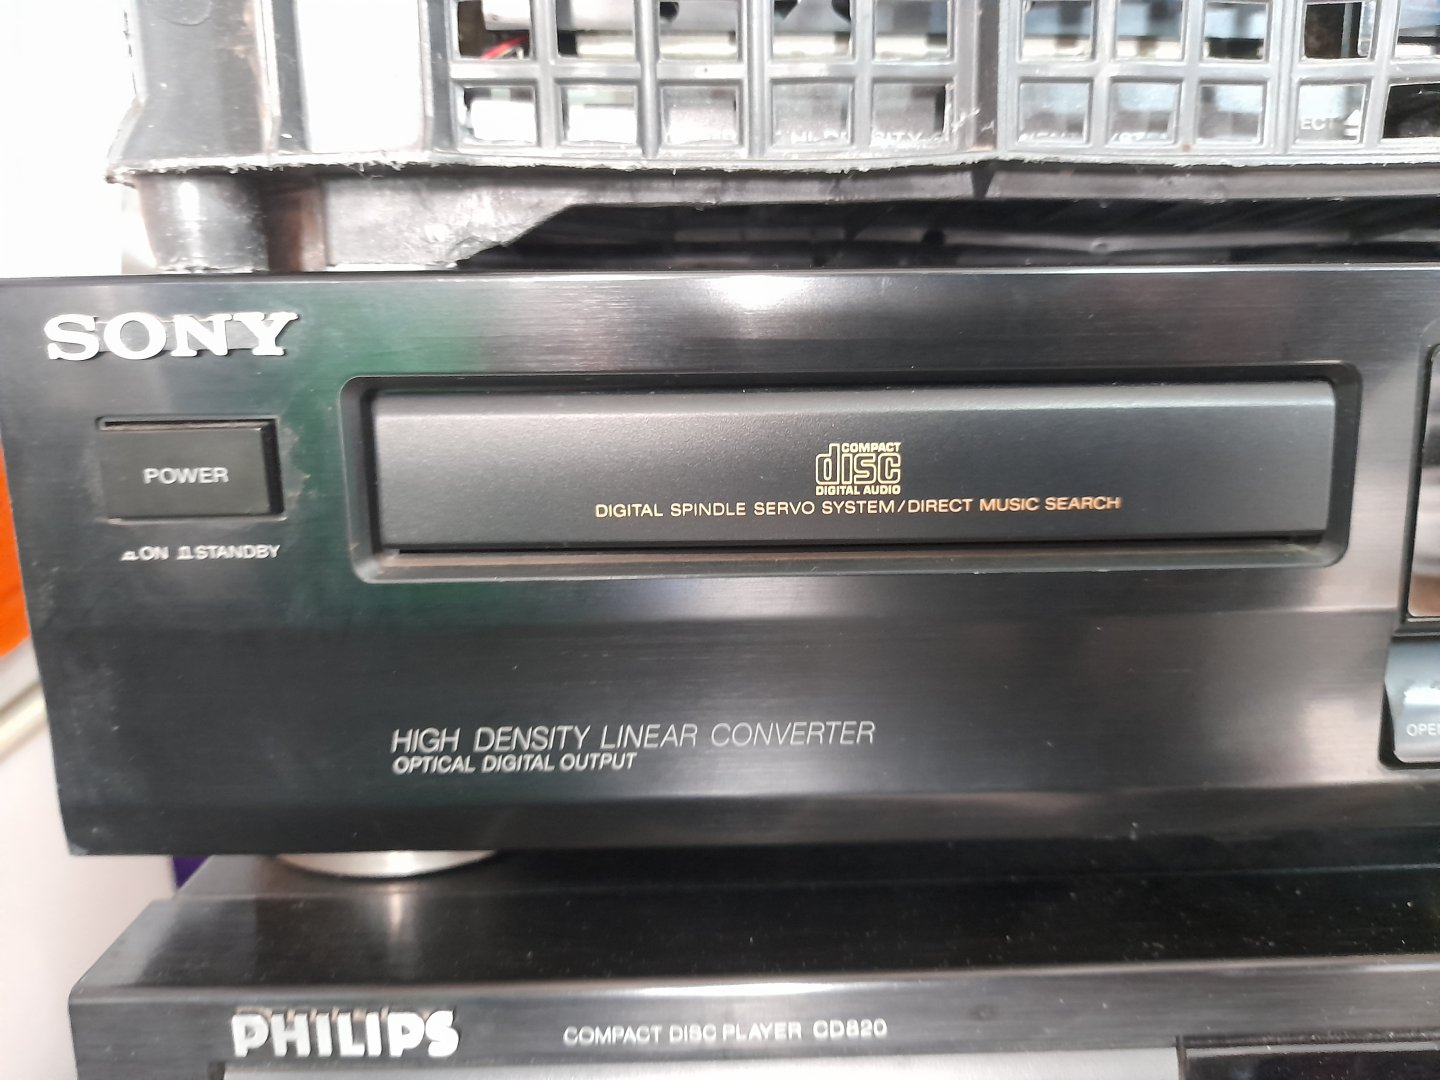 SONY
POWER
ON STANDBY
COMPACT
disc
DIGITAL AUDIO
DIGITAL SPINDLE SERVO SYSTEM/DIRECT MUSIC SEARCH
HIGH DENSITY LINEAR CONVERTER
OPTICAL DIGITAL OUTPUT
PHILIPS
COMPACT DISC PLAYER CD820